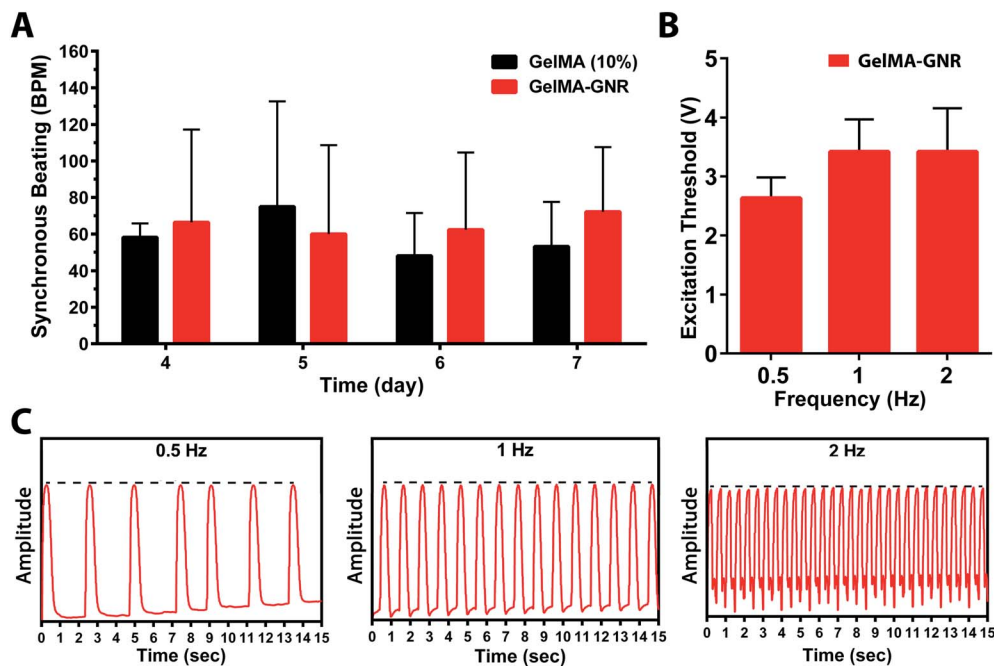 A
Synchronous Beating (BPM)
160
140
120
100
80
60
40
20
0
GelMA (10%)
GelMA-GNR
4 5 6 7
Time (day)
B
Excitation Threshold (V)
5
4
3
2
1
0
GelMA-GNR
0.5 1 2
Frequency (Hz)
C
0.5 Hz
Amplitude
0 1 2 3 4 5 6 7 8 9 10 11 12 13 14 15
Time (sec)
1 Hz
Amplitude
0 1 2 3 4 5 6 7 8 9 10 11 12 13 14 15
Time (sec)
2 Hz
Amplitude
0 1 2 3 4 5 6 7 8 9 10 11 12 13 14 15
Time (sec)